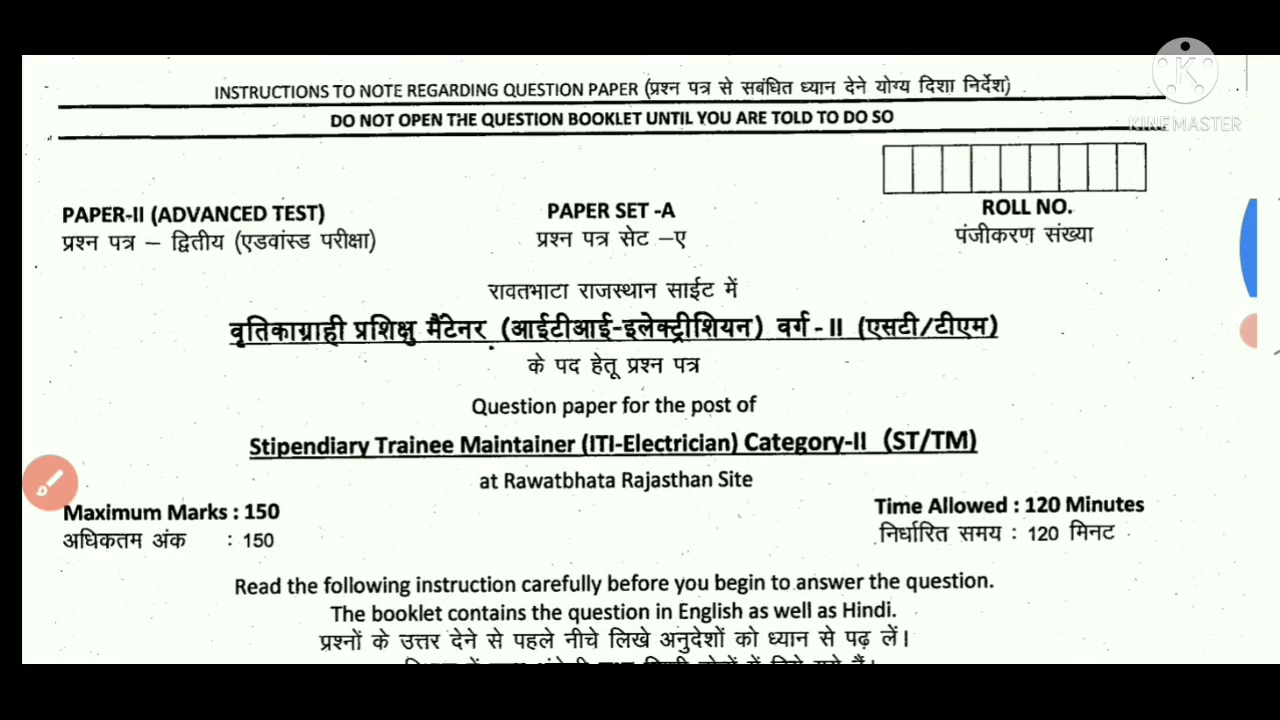 INSTRUCTIONS TO NOTE REGARDING QUESTION PAPER (प्रश्न पत्र से सबंधित ध्यान देने योग्य दिशा निर्देश)
KINEMASTER
DO NOT OPEN THE QUESTION BOOKLET UNTIL YOU ARE TOLD TO DO SO
PAPER-II (ADVANCED TEST) PAPER SET -A ROLL NO.
प्रश्न पत्र – द्वितीय (एडवांस्ड परीक्षा) प्रश्न पत्र सेट –ए पंजीकरण संख्या
रावतभाटा राजस्थान साईट में
वृतिकाग्राही प्रशिक्षु मैंटेनर (आईटीआई-इलेक्ट्रीशियन) वर्ग - II (एसटी/टीएम)
के पद हेतू प्रश्न पत्र
Question paper for the post of
Stipendiary Trainee Maintainer (ITI-Electrician) Category-II (ST/TM)
at Rawatbhata Rajasthan Site
Maximum Marks : 150 Time Allowed : 120 Minutes
अधिकतम अंक : 150 निर्धारित समय : 120 मिनट
Read the following instruction carefully before you begin to answer the question.
The booklet contains the question in English as well as Hindi.
प्रश्नों के उत्तर देने से पहले नीचे लिखे अनुदेशों को ध्यान से पढ़ लें।